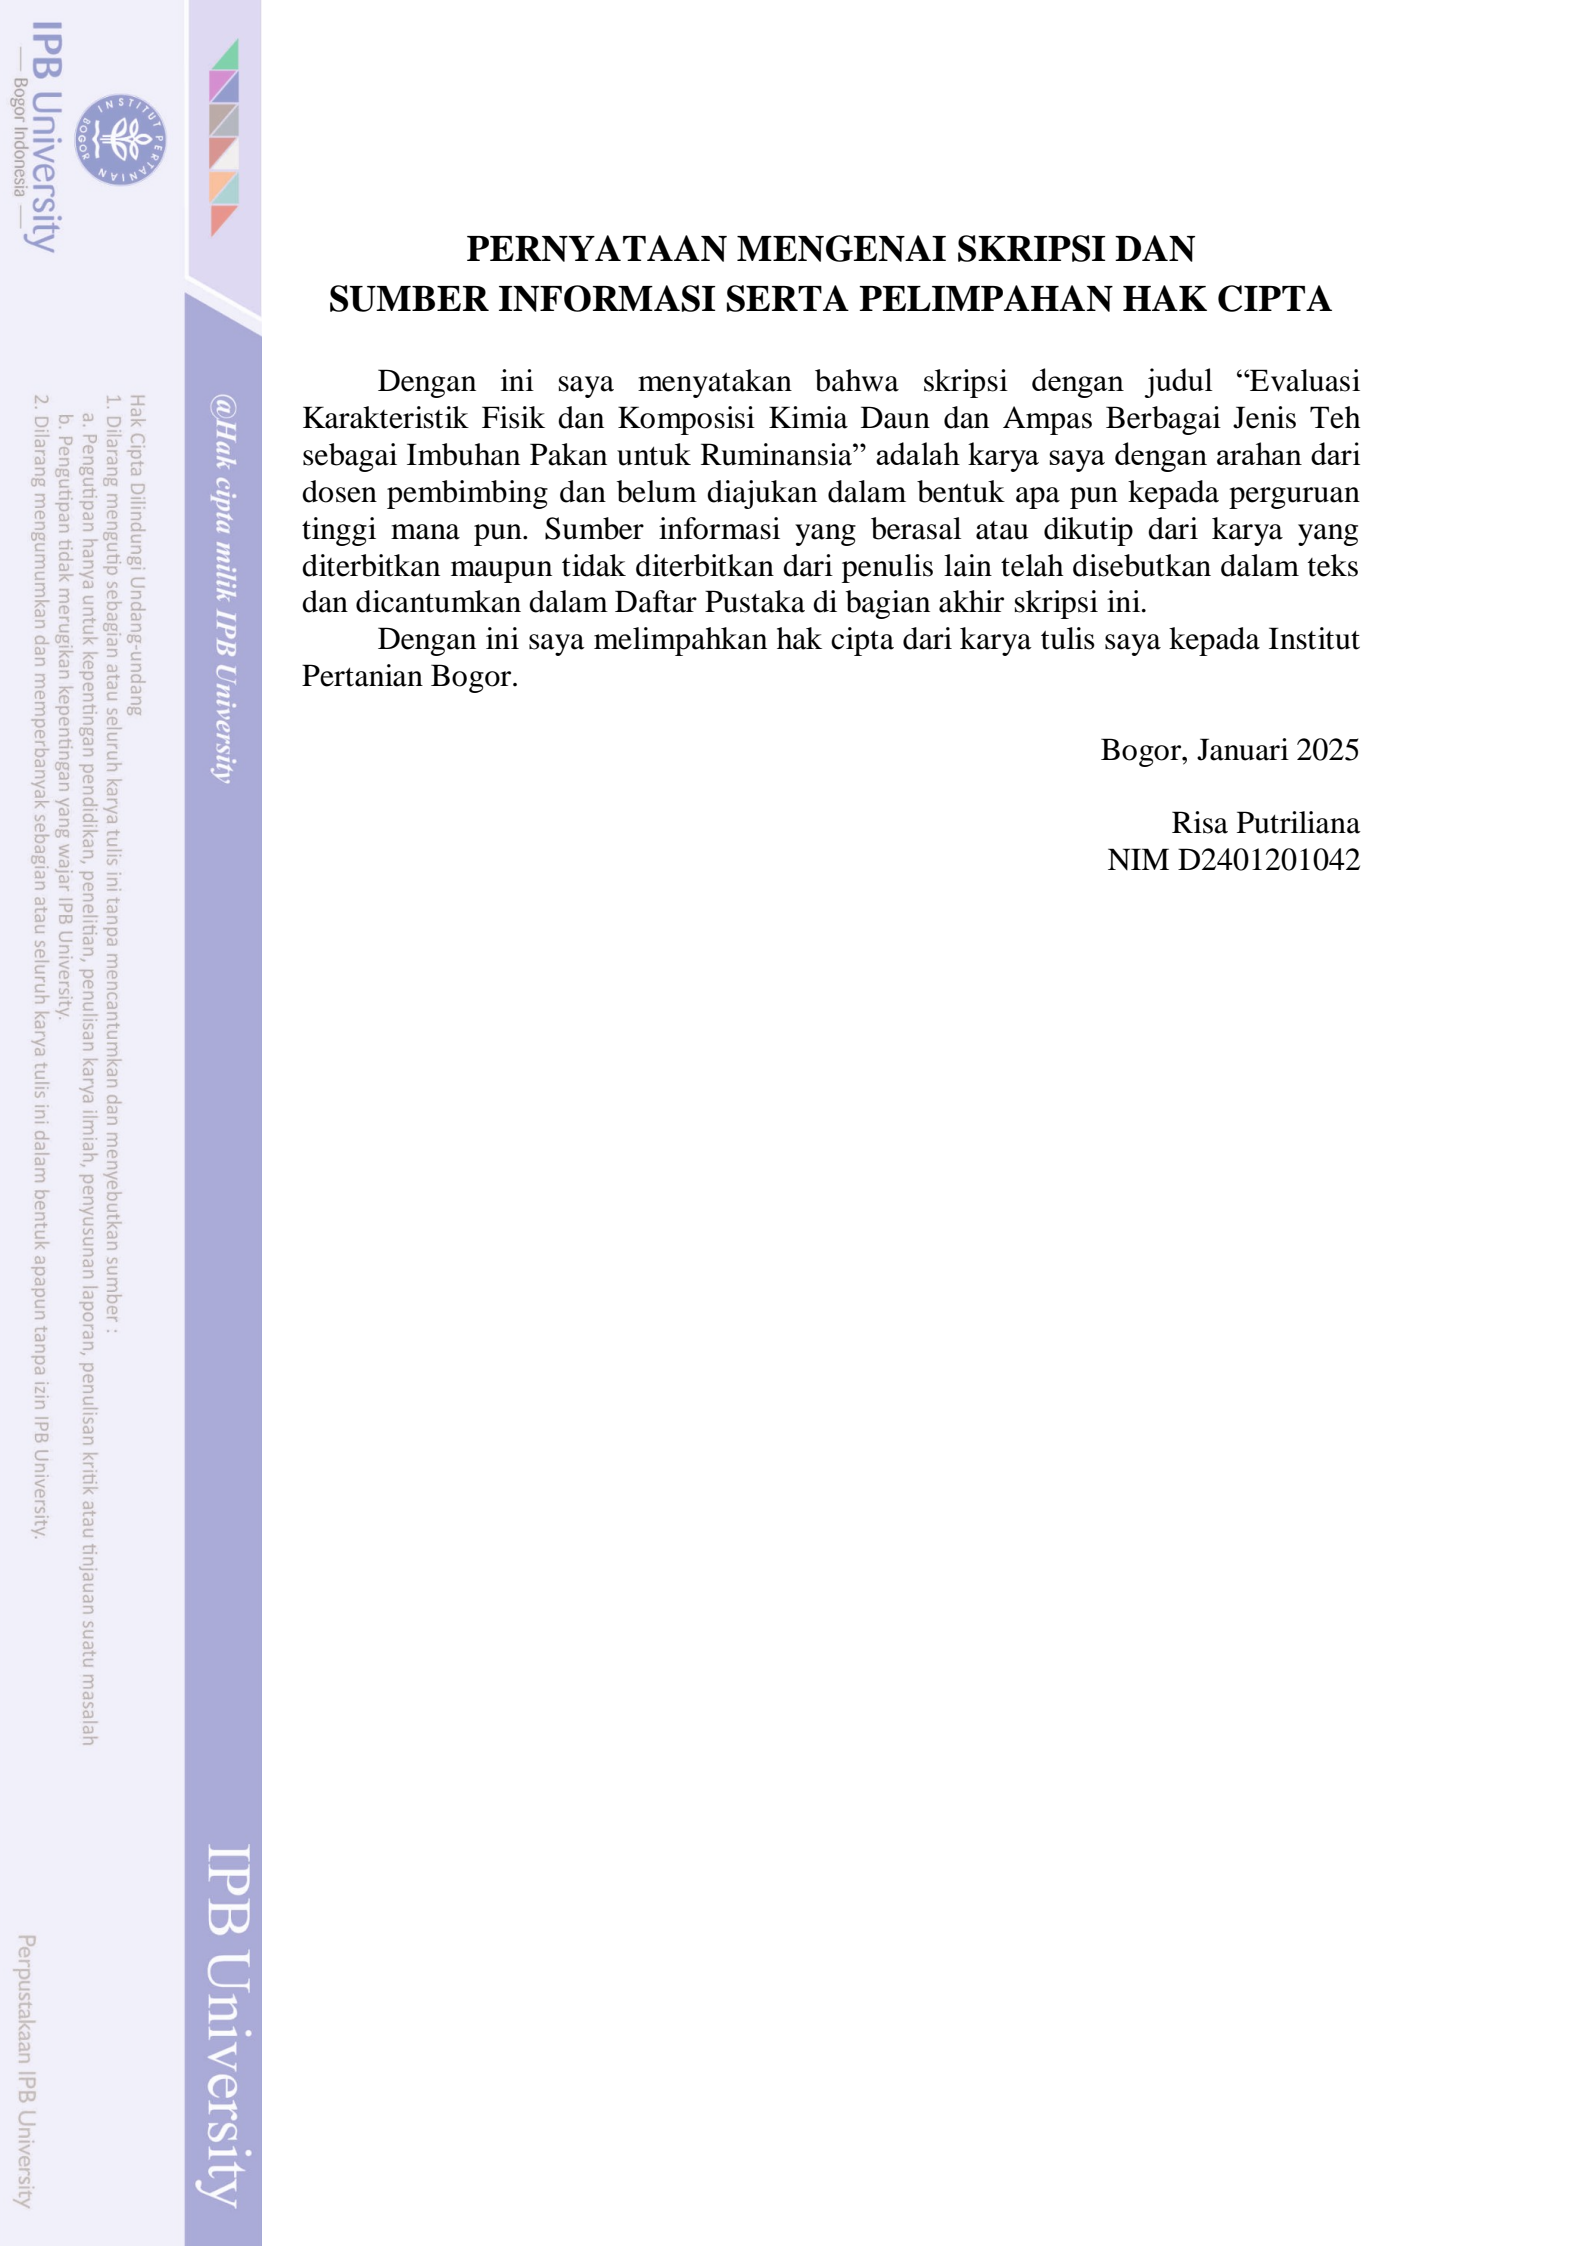 PERNYATAAN MENGENAI SKRIPSI DAN
SUMBER INFORMASI SERTA PELIMPAHAN HAK CIPTA
Dengan ini saya menyatakan bahwa skripsi dengan judul “Evaluasi
Karakteristik Fisik dan Komposisi Kimia Daun dan Ampas Berbagai Jenis Teh
sebagai Imbuhan Pakan untuk Ruminansia” adalah karya saya dengan arahan dari
dosen pembimbing dan belum diajukan dalam bentuk apa pun kepada perguruan
tinggi mana pun. Sumber informasi yang berasal atau dikutip dari karya yang
diterbitkan maupun tidak diterbitkan dari penulis lain telah disebutkan dalam teks
dan dicantumkan dalam Daftar Pustaka di bagian akhir skripsi ini.
Dengan ini saya melimpahkan hak cipta dari karya tulis saya kepada Institut
Pertanian Bogor.
Bogor, Januari 2025
Risa Putriliana
NIM D2401201042
@Hak cipta milik IPB University
IPB University
INSTITUT PERTANIAN
BOGOR
IPB University
— Bogor Indonesia —
Hak Cipta Dilindungi Undang-undang
1. Dilarang mengutip sebagian atau seluruh karya tulis ini tanpa mencantumkan dan menyebutkan sumber :
a. Pengutipan hanya untuk kepentingan pendidikan, penelitian, penulisan karya ilmiah, penyusunan laporan, penulisan kritik atau tinjauan suatu masalah
b. Pengutipan tidak merugikan kepentingan yang wajar IPB University.
2. Dilarang mengumumkan dan memperbanyak sebagian atau seluruh karya tulis ini dalam bentuk apapun tanpa izin IPB University.
Perpustakaan IPB University